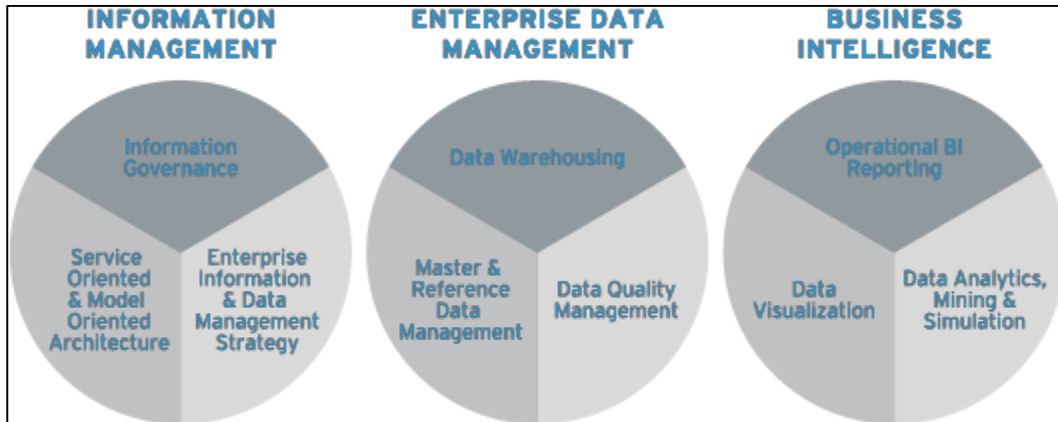 INFORMATION
MANAGEMENT
Information
Governance
Service
Oriented
& Model
Oriented
Architecture
Enterprise
Information
& Data
Management
Strategy
ENTERPRISE DATA
MANAGEMENT
Data Warehousing
Master &
Reference
Data
Management
Data Quality
Management
BUSINESS
INTELLIGENCE
Operational BI
Reporting
Data
Visualization
Data Analytics,
Mining &
Simulation